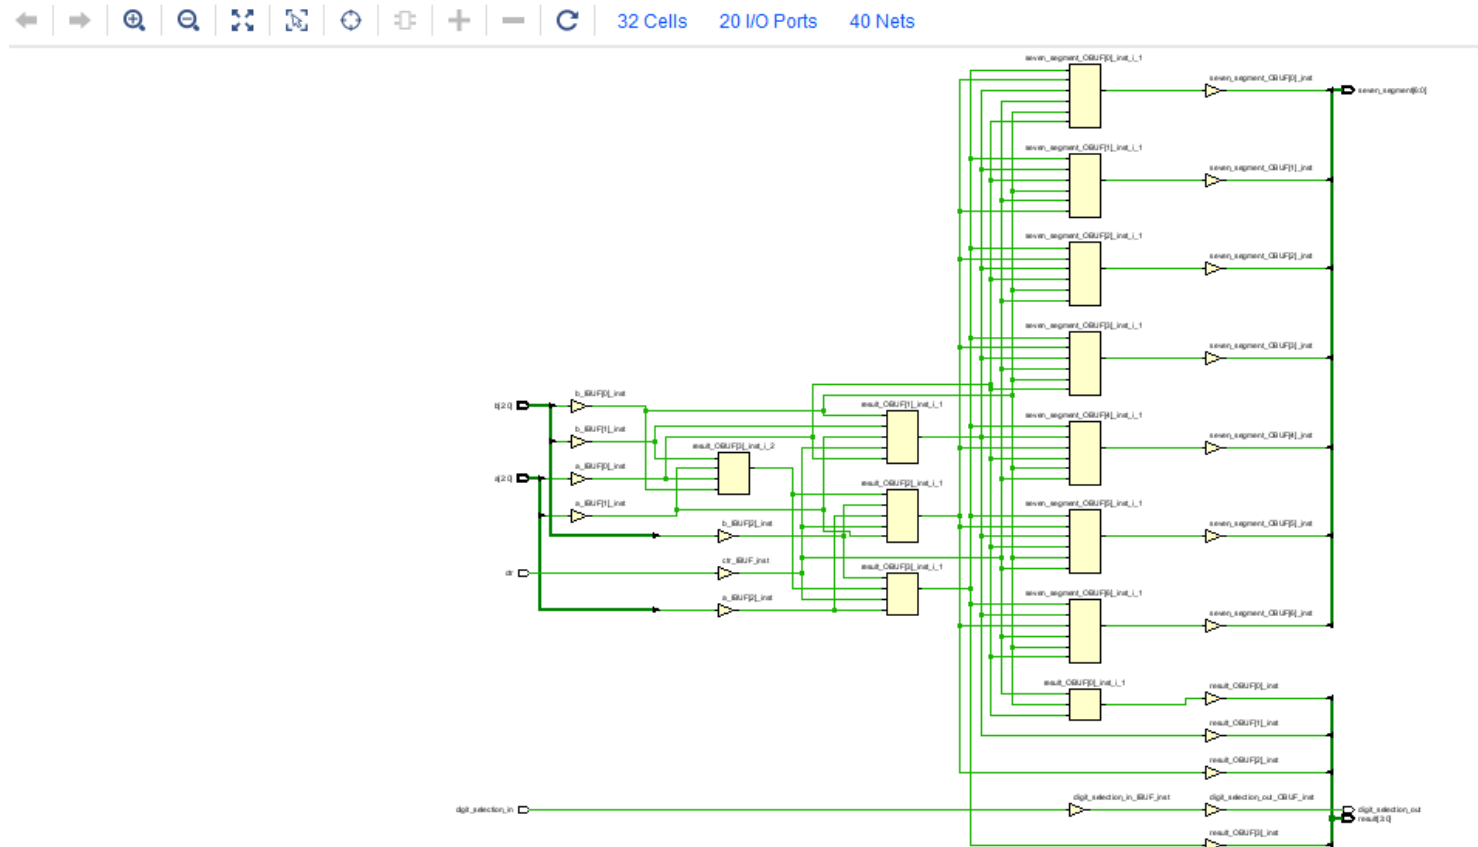 32 Cells 20 I/O Ports 40 Nets
seven_segment_OBUF[0]_inst_i_1
seven_segment_OBUF[0]_inst
seven_segment[6:0]
seven_segment_OBUF[1]_inst_i_1
seven_segment_OBUF[1]_inst
seven_segment_OBUF[2]_inst_i_1
seven_segment_OBUF[2]_inst
seven_segment_OBUF[3]_inst_i_1
seven_segment_OBUF[3]_inst
b_IBUF[0]_inst
b[2:0]
result_OBUF[1]_inst_i_1
seven_segment_OBUF[4]_inst_i_1
b_IBUF[1]_inst
seven_segment_OBUF[4]_inst
result_OBUF[3]_inst_i_2
a_IBUF[0]_inst
a[2:0]
result_OBUF[2]_inst_i_1
a_IBUF[1]_inst
seven_segment_OBUF[5]_inst_i_1
b_IBUF[2]_inst
seven_segment_OBUF[5]_inst
ctr_IBUF_inst
ctr
result_OBUF[3]_inst_i_1
a_IBUF[2]_inst
seven_segment_OBUF[6]_inst_i_1
seven_segment_OBUF[6]_inst
result_OBUF[0]_inst_i_1
result_OBUF[0]_inst
result_OBUF[1]_inst
result_OBUF[2]_inst
digit_selection_in
digit_selection_in_IBUF_inst
digit_selection_out_OBUF_inst
digit_selection_out
result[3:0]
result_OBUF[3]_inst